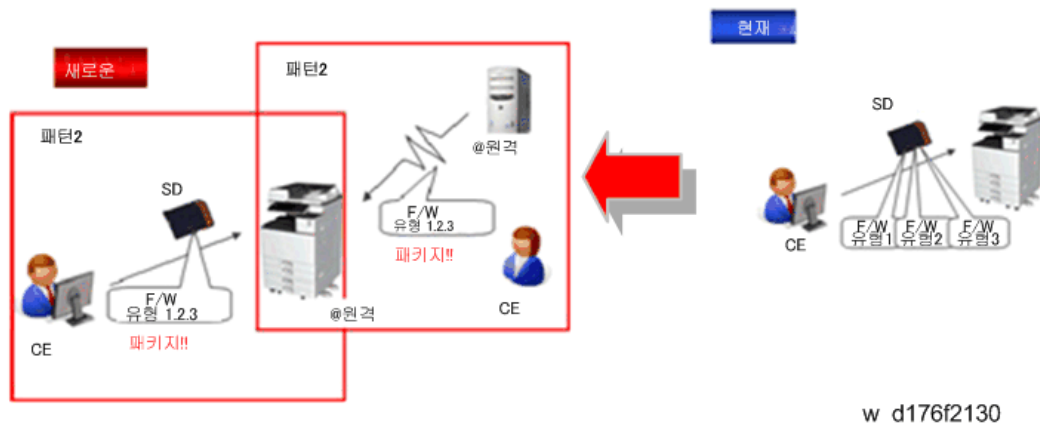 새로운
패턴2
SD
F/W
유형 1.2.3
패키지!!
CE
패턴2
@원격
F/W
유형 1.2.3
패키지!!
CE
@원격
현재
SD
CE
F/W
유형1
F/W
유형2
F/W
유형3
w_d176f2130